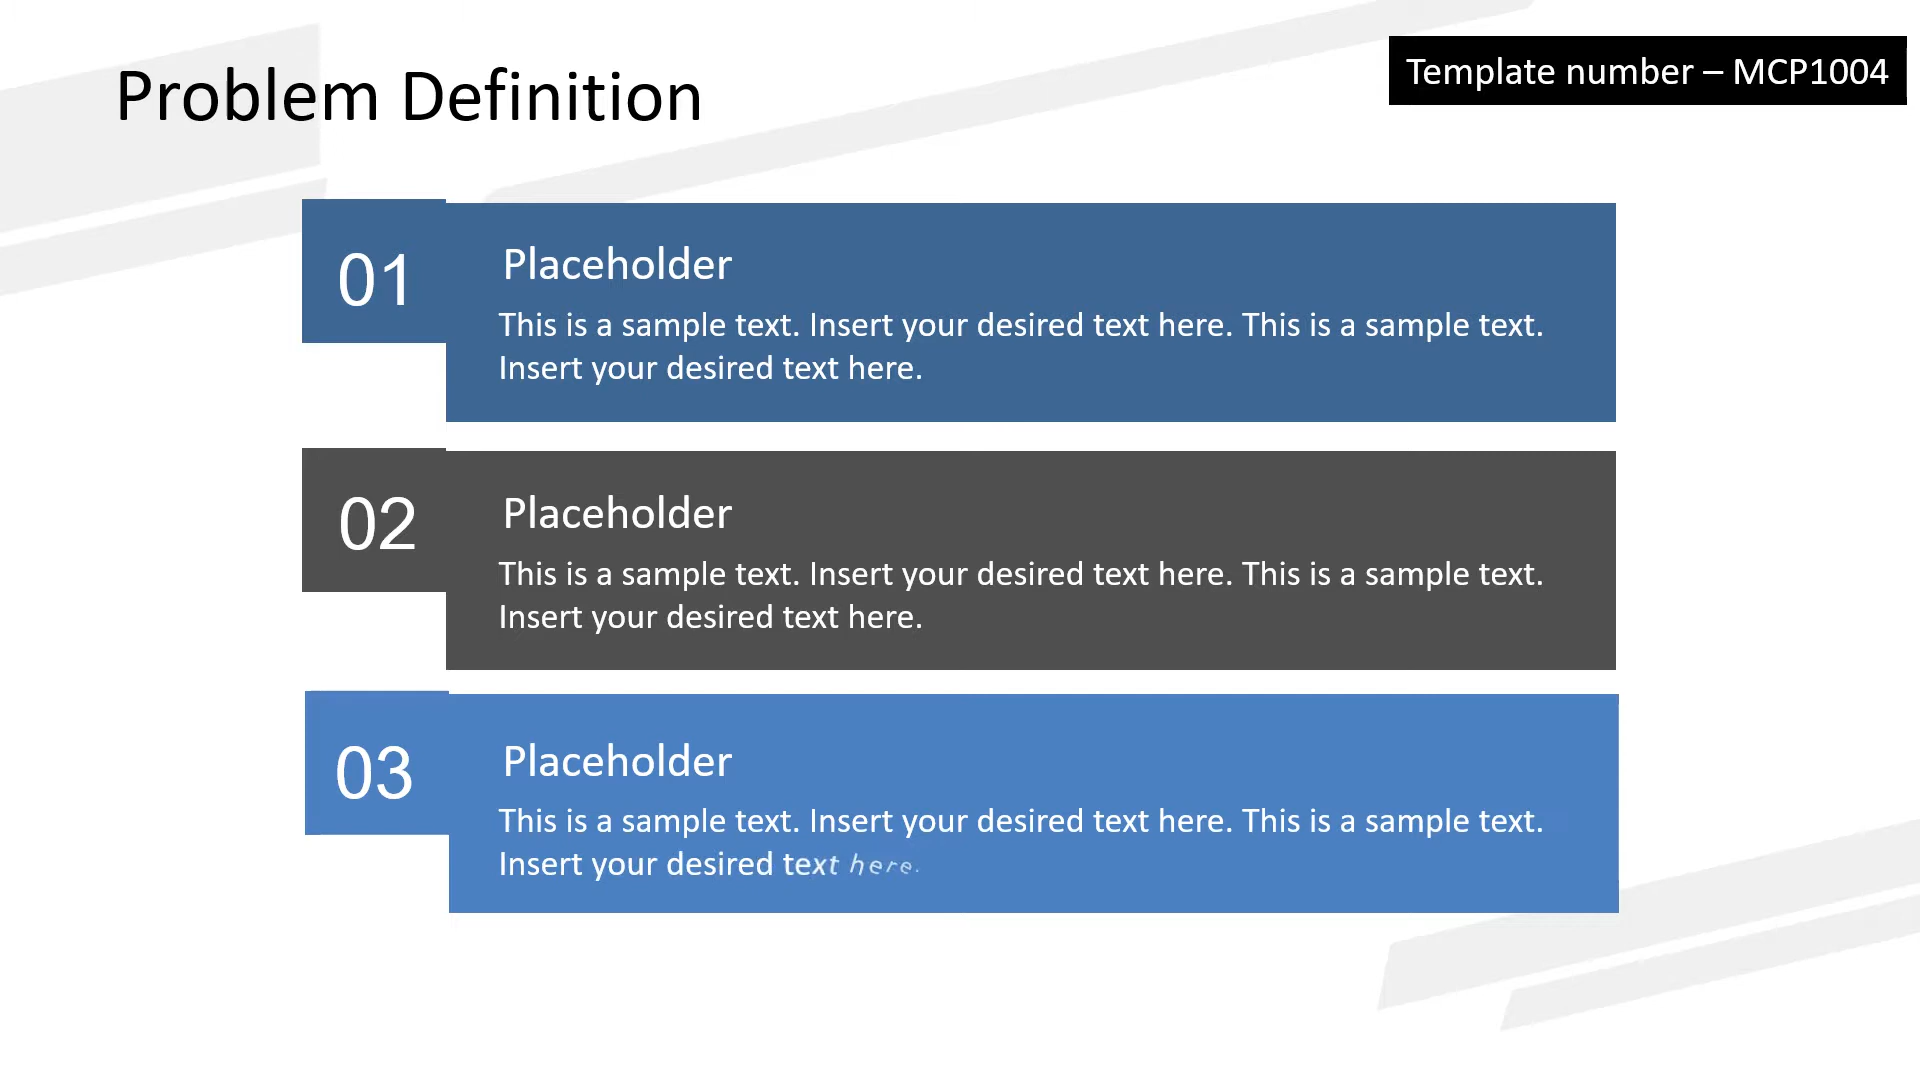 Problem Definition
Template number – MCP1004
01
Placeholder
This is a sample text. Insert your desired text here. This is a sample text.
Insert your desired text here.
02
Placeholder
This is a sample text. Insert your desired text here. This is a sample text.
Insert your desired text here.
03
Placeholder
This is a sample text. Insert your desired text here. This is a sample text.
Insert your desired text here.